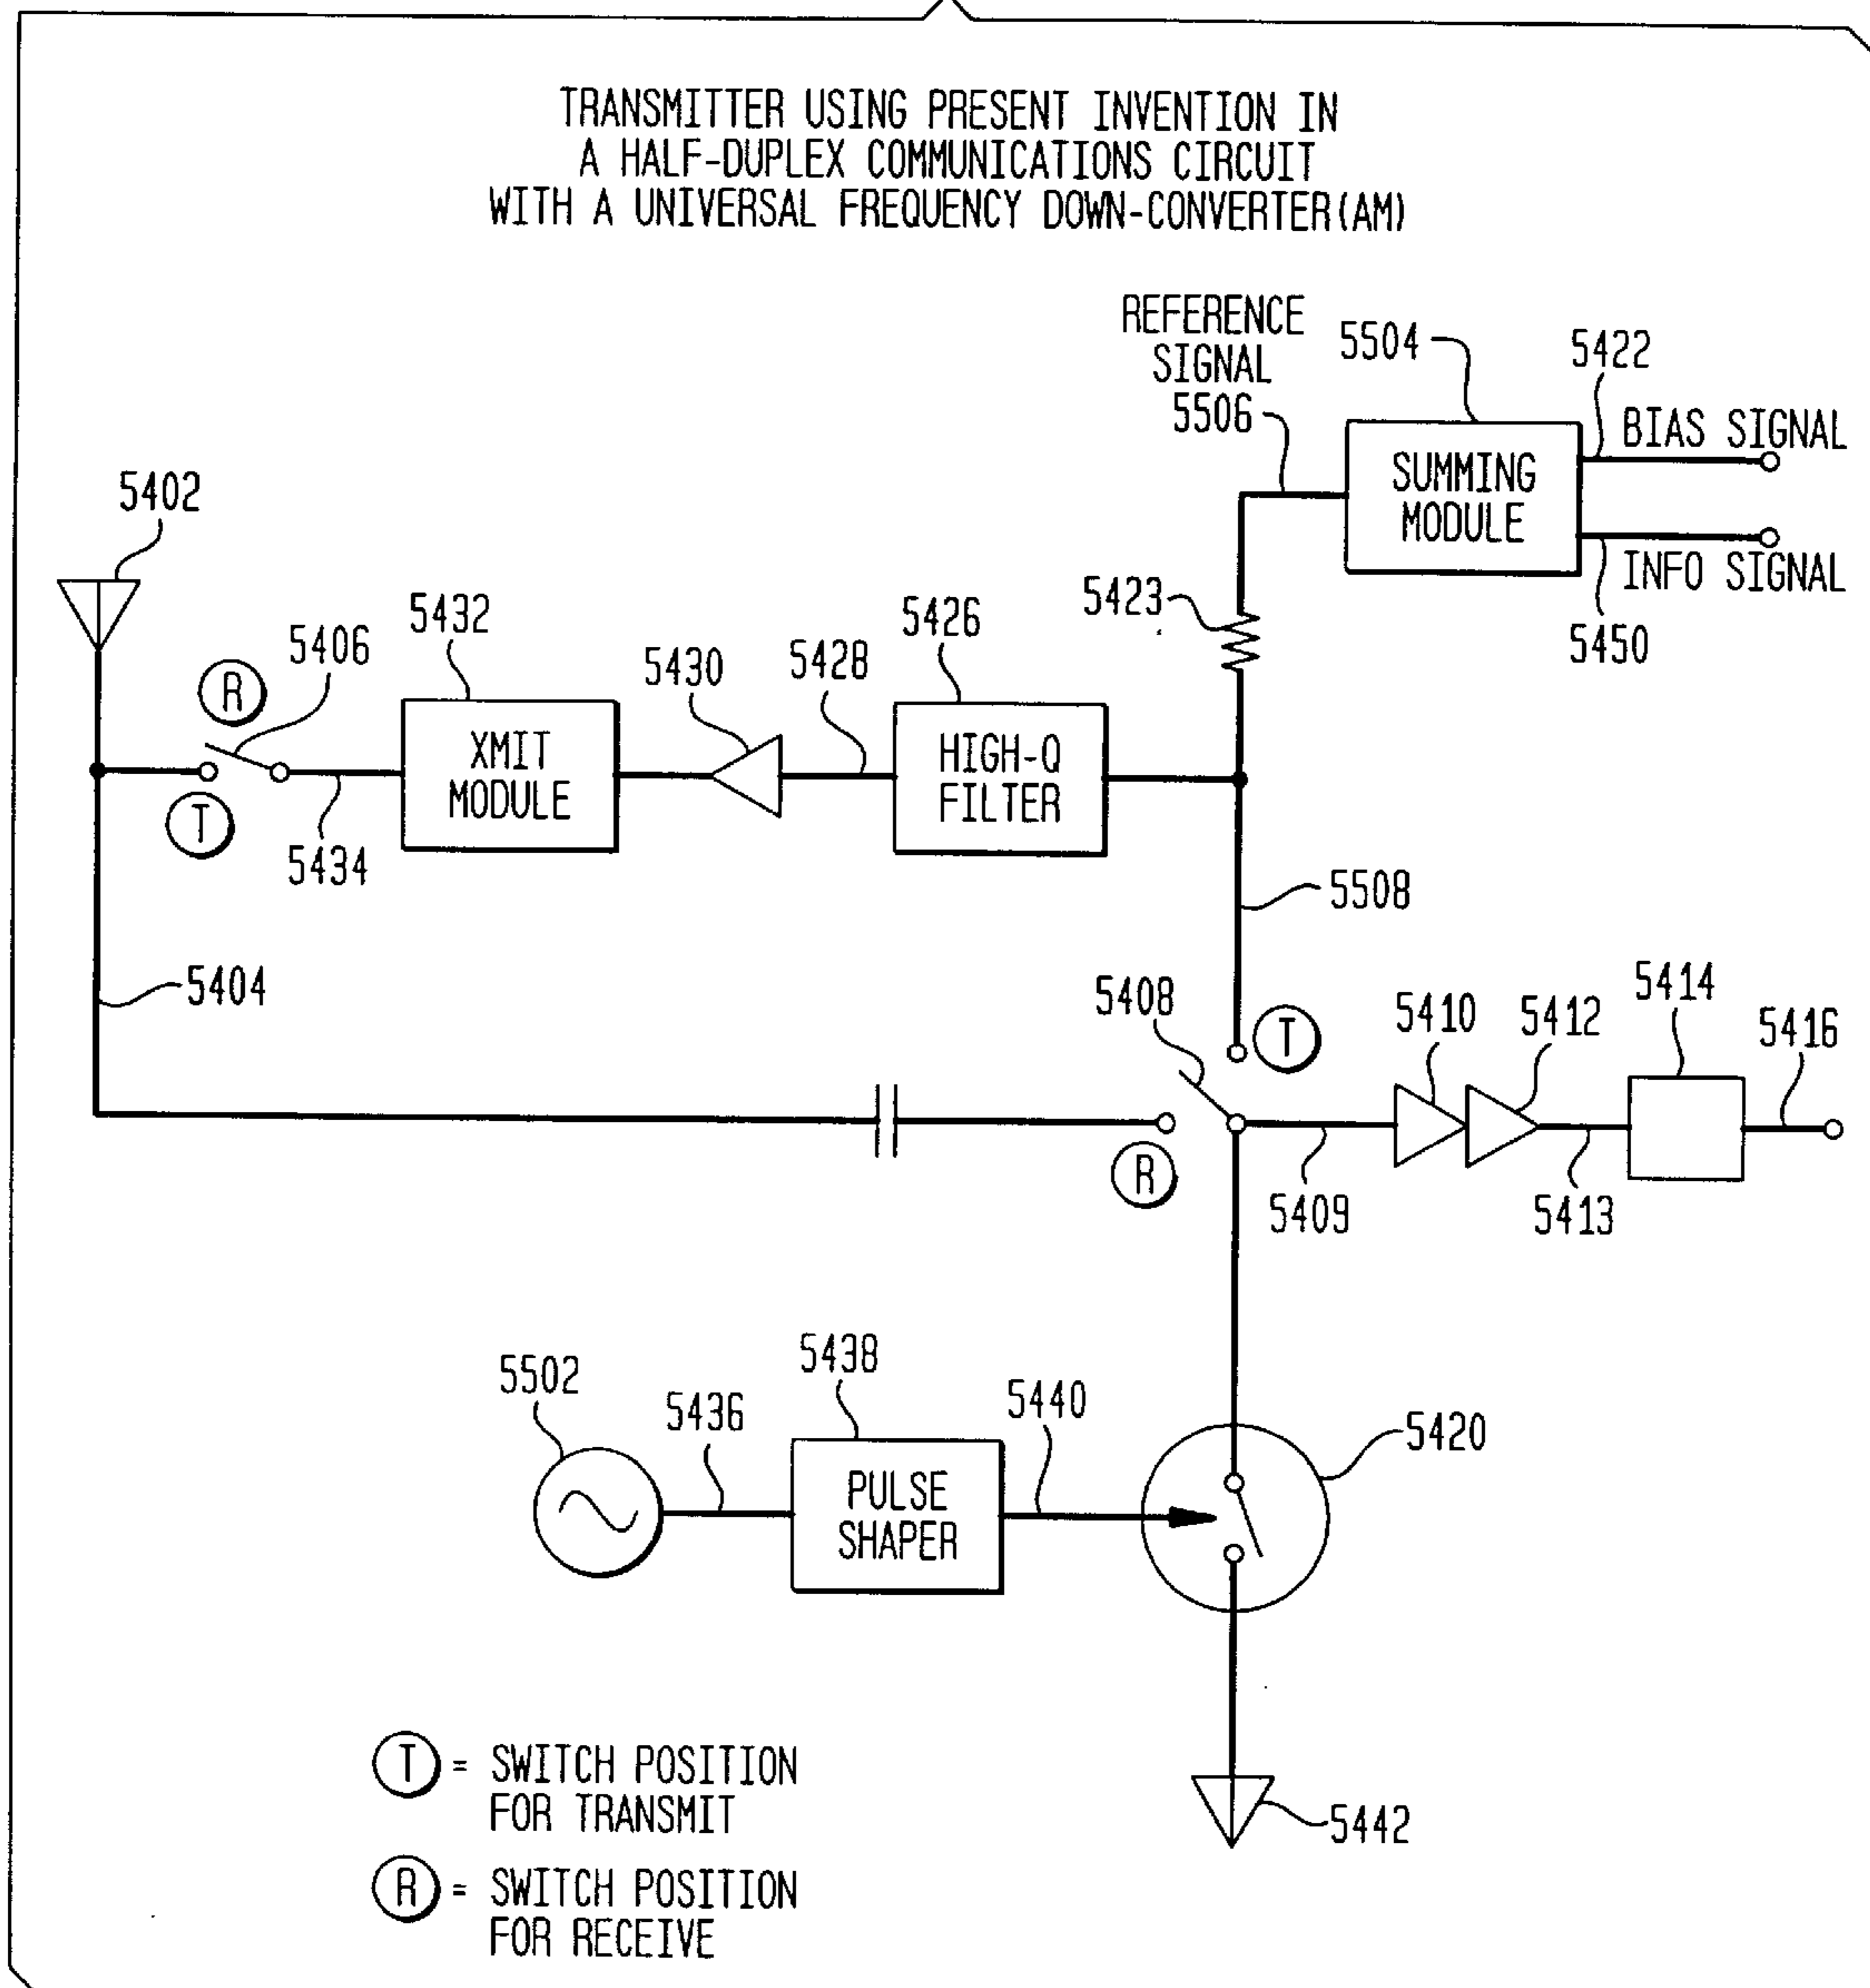 TRANSMITTER USING PRESENT INVENTION IN
A HALF-DUPLEX COMMUNICATIONS CIRCUIT
WITH A UNIVERSAL FREQUENCY DOWN-CONVERTER(AM)
REFERENCE
SIGNAL
5506
5504
5422
BIAS SIGNAL
SUMMING
MODULE
INFO SIGNAL
5450
5402
5423
5406
5432
5430
5428
5426
R
XMIT
MODULE
HIGH-Q
FILTER
T
5434
5508
5404
5408
T
5410
5412
5414
5416
R
5409
5413
5502
5436
5438
5440
5420
PULSE
SHAPER
5442
T = SWITCH POSITION
FOR TRANSMIT
R = SWITCH POSITION
FOR RECEIVE